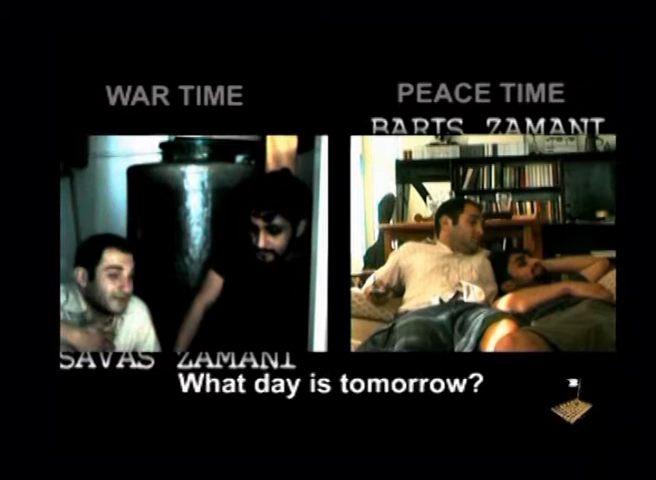 WAR TIME
PEACE TIME
BARIS ZAMANI
SAVAS ZAMANI
What day is tomorrow?